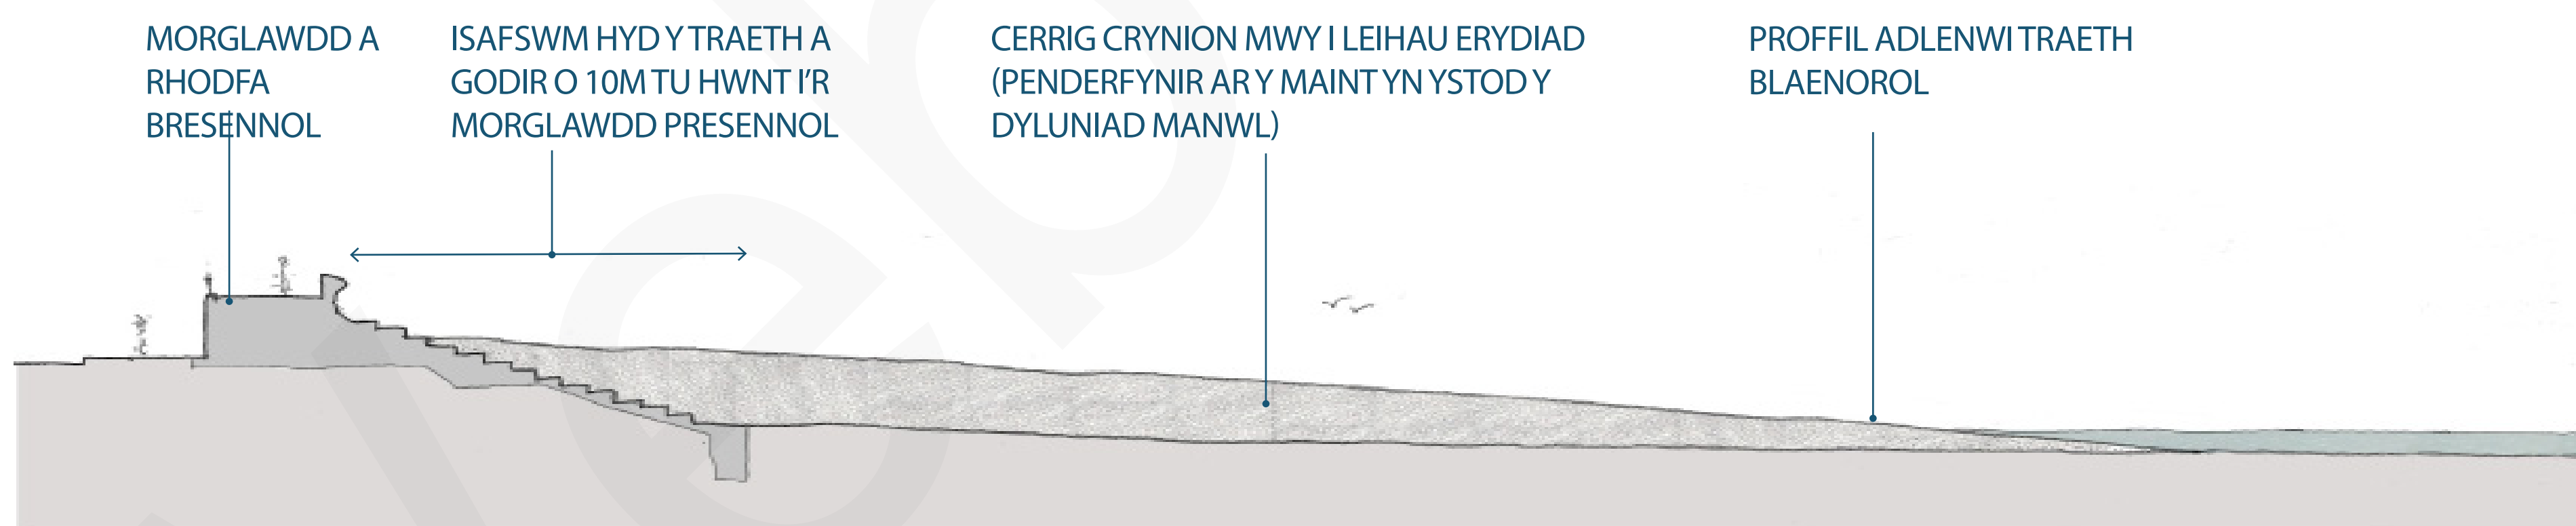 MORGLAWDD A
RHODFA
BRESENNOL
ISAFSWM HYD Y TRAETH A
GODIR O 10M TU HWNT I'R
MORGLAWDD PRESENNOL
CERRIG CRYNION MWY I LEIHAU ERYDIAD
(PENDERFYNIR AR Y MAINT YN YSTOD Y
DYLUNIAD MANWL)
PROFFIL ADLENWI TRAETH
BLAENOROL